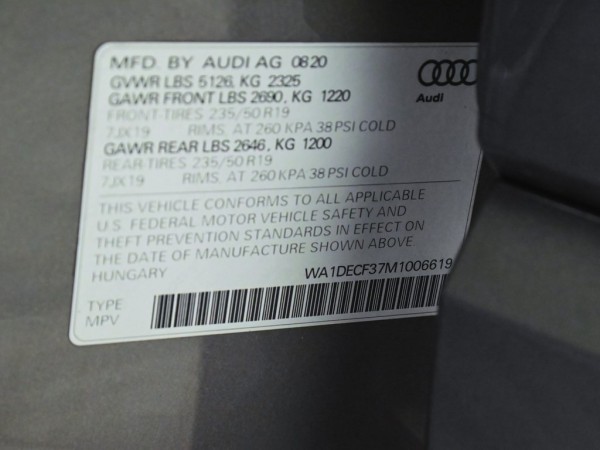 MFD. BY AUDI AG 0820
GVWR LBS 5126, KG 2325
GAWR FRONT LBS 2690, KG 1220
FRONT-TIRES 235/50 R19
7JX19 RIMS, AT 260 KPA 38 PSI COLD
GAWR REAR LBS 2646, KG 1200
REAR-TIRES 235/50 R19
7JX19 RIMS, AT 260 KPA 38 PSI COLD
THIS VEHICLE CONFORMS TO ALL APPLICABLE
U.S. FEDERAL MOTOR VEHICLE SAFETY AND
THEFT PREVENTION STANDARDS IN EFFECT ON
THE DATE OF MANUFACTURE SHOWN ABOVE.
HUNGARY WA1DECF37M1006619
TYPE
MPV
Audi